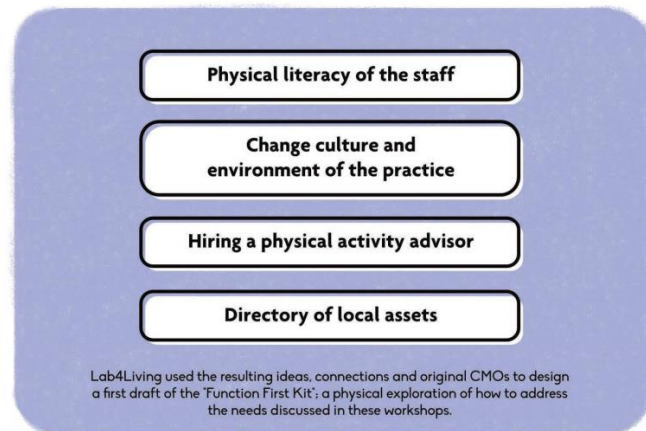 Physical literacy of the staff
Change culture and
environment of the practice
Hiring a physical activity advisor
Directory of local assets
Lab4Living used the resulting ideas, connections and original CMOs to design
a first draft of the "Function First Kit"; a physical exploration of how to address
the needs discussed in these workshops.